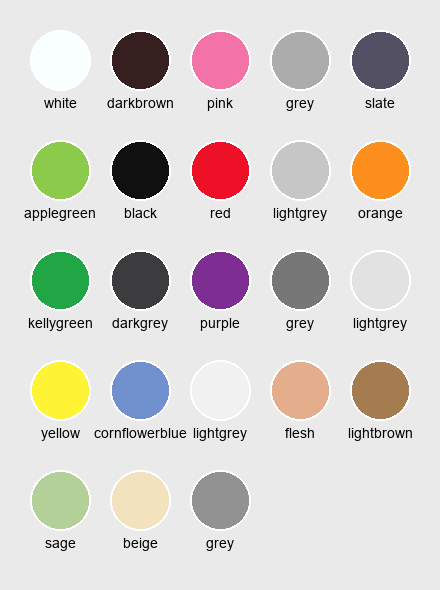 white darkbrown pink grey slate
applegreen black red lightgrey orange
kellygreen darkgrey purple grey lightgrey
yellow cornflowerblue lightgrey flesh lightbrown
sage beige grey